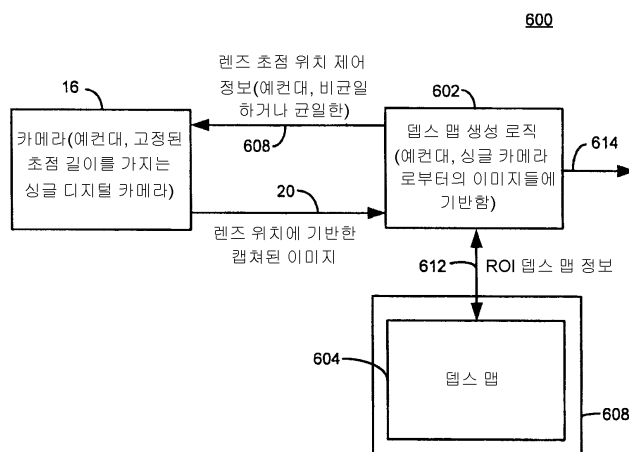 600
렌즈 초점 위치 제어
정보(예컨대, 비균일
하거나 균일한)
16
602
카메라(예컨대, 고정된
초점 길이를 가지는
싱글 디지털 카메라)
608
뎁스 맵 생성 로직
(예컨대, 싱글 카메라
로부터의 이미지들에
기반함)
614
20
렌즈 위치에 기반한
캡쳐된 이미지
612
ROI 뎁스 맵 정보
604
뎁스 맵
608